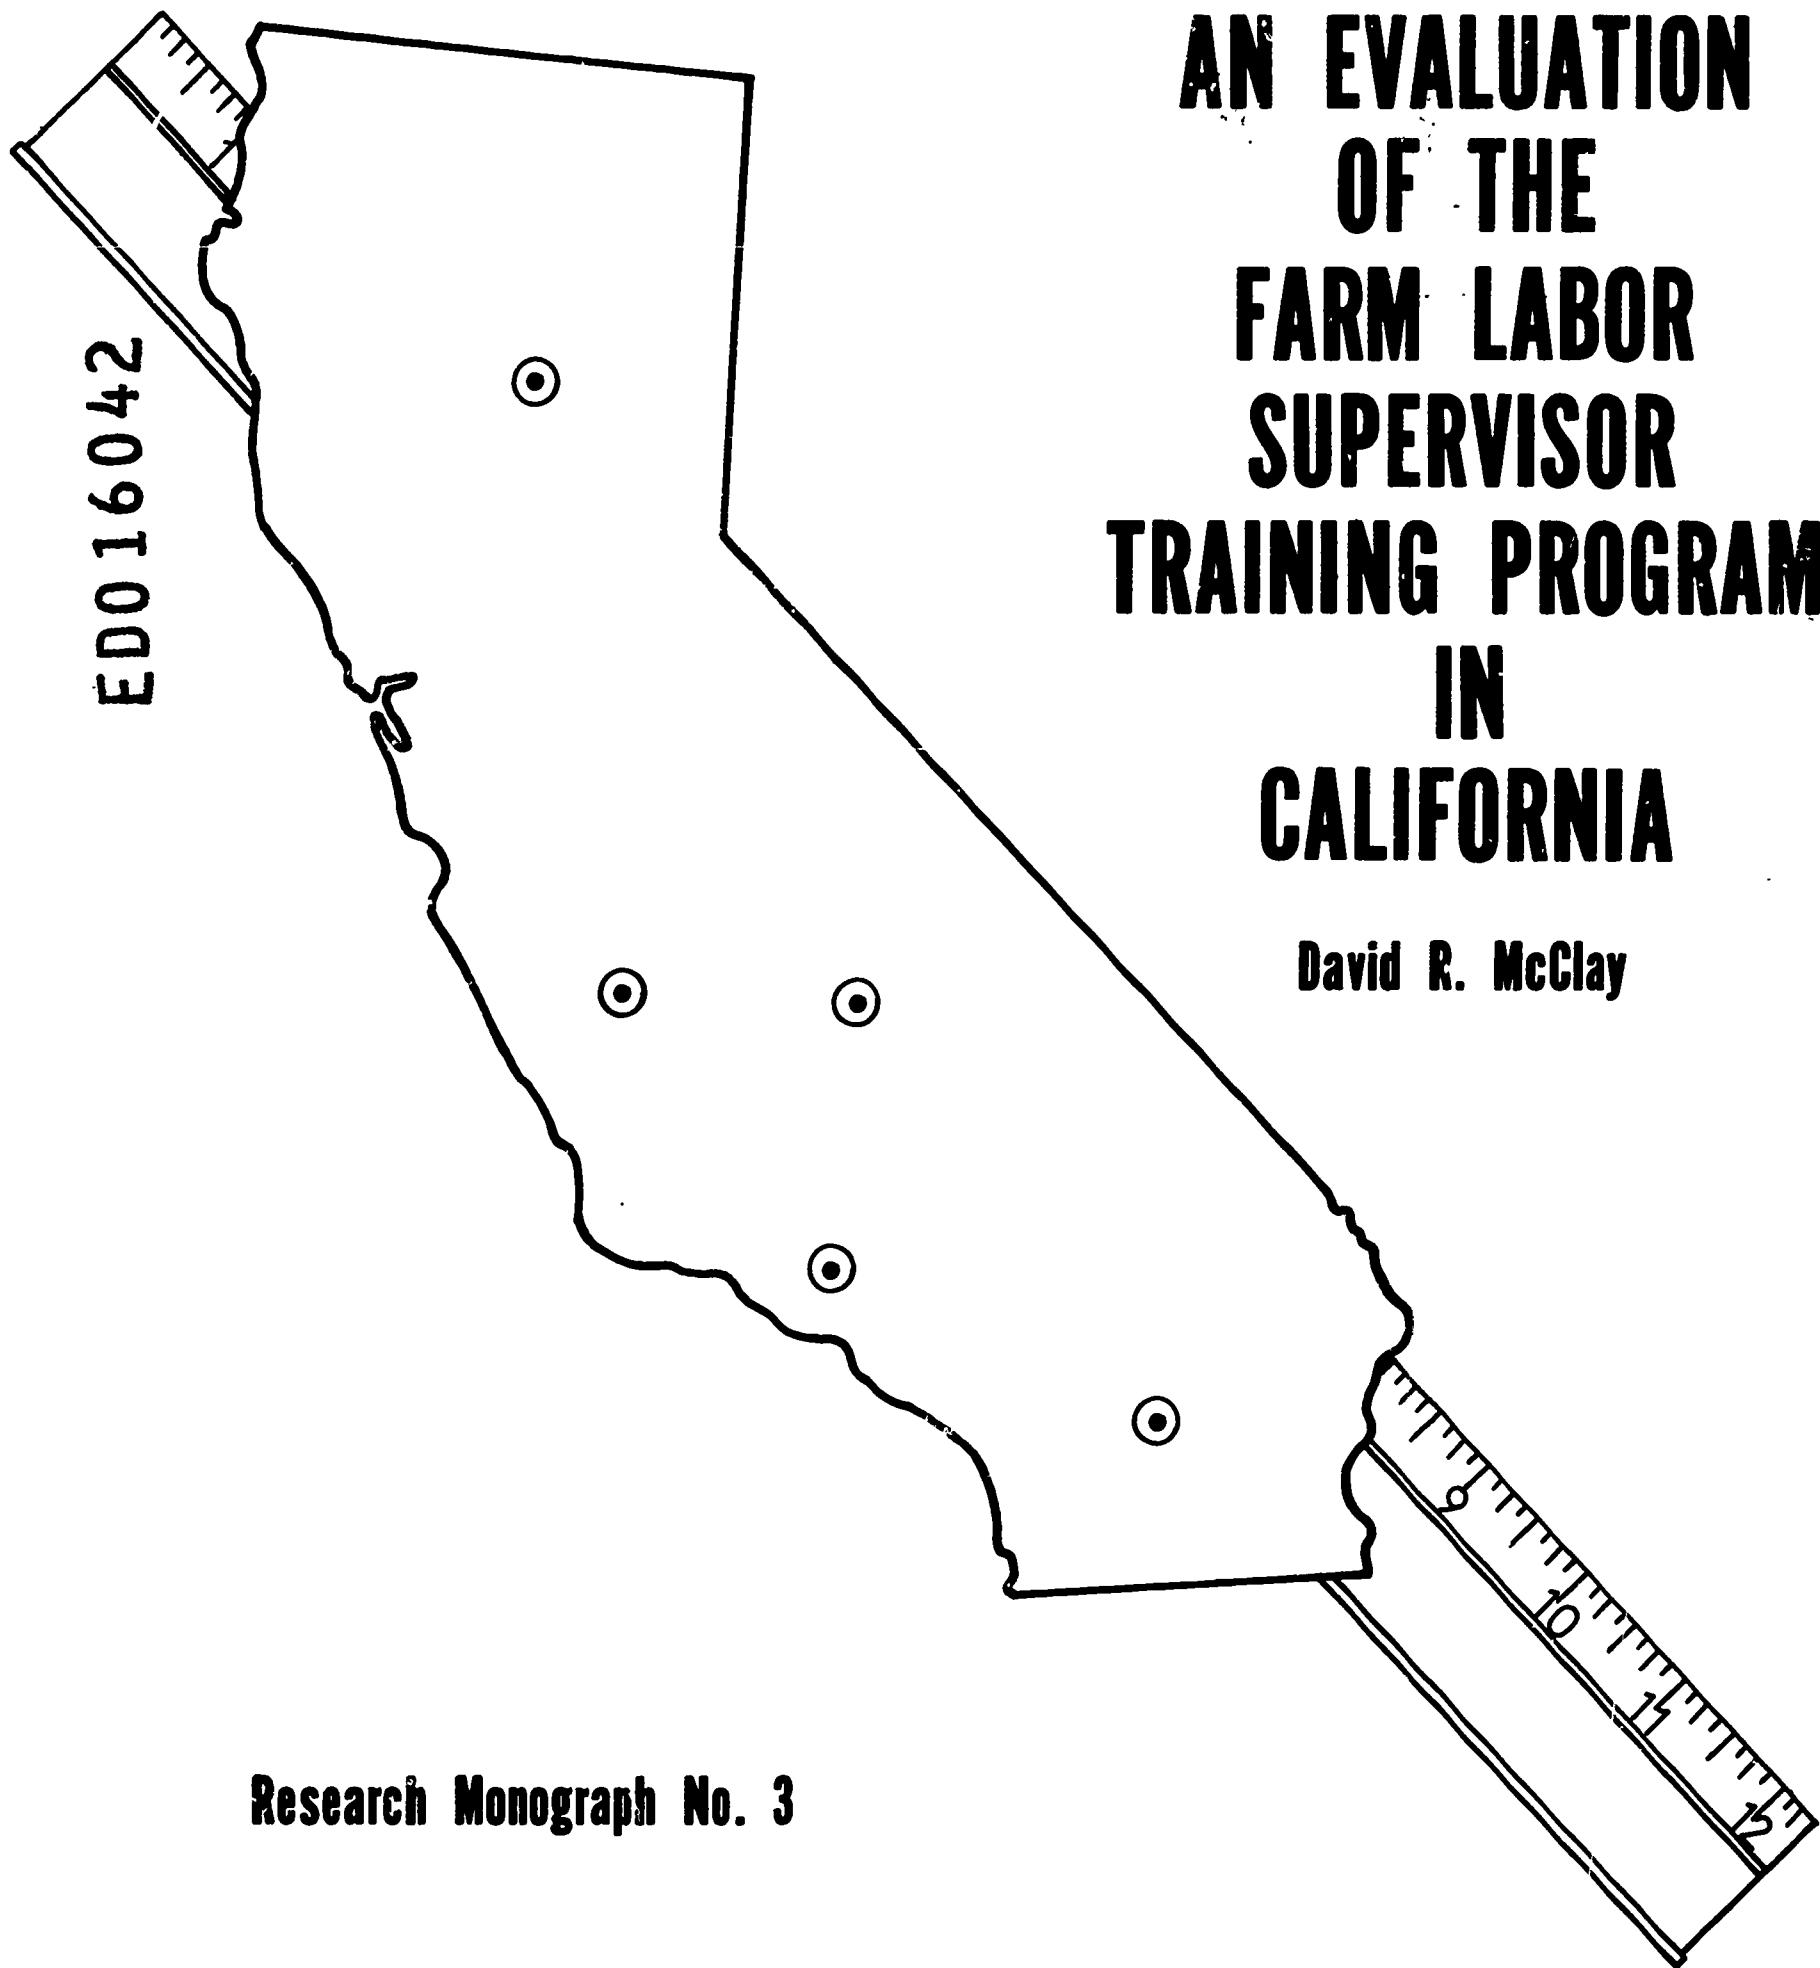 AN EVALUATION
OF THE
FARM LABOR
SUPERVISOR
TRAINING PROGRAM
IN
CALIFORNIA
David R. McClay
ED016042
9
10
11
12
Research Monograph No. 3